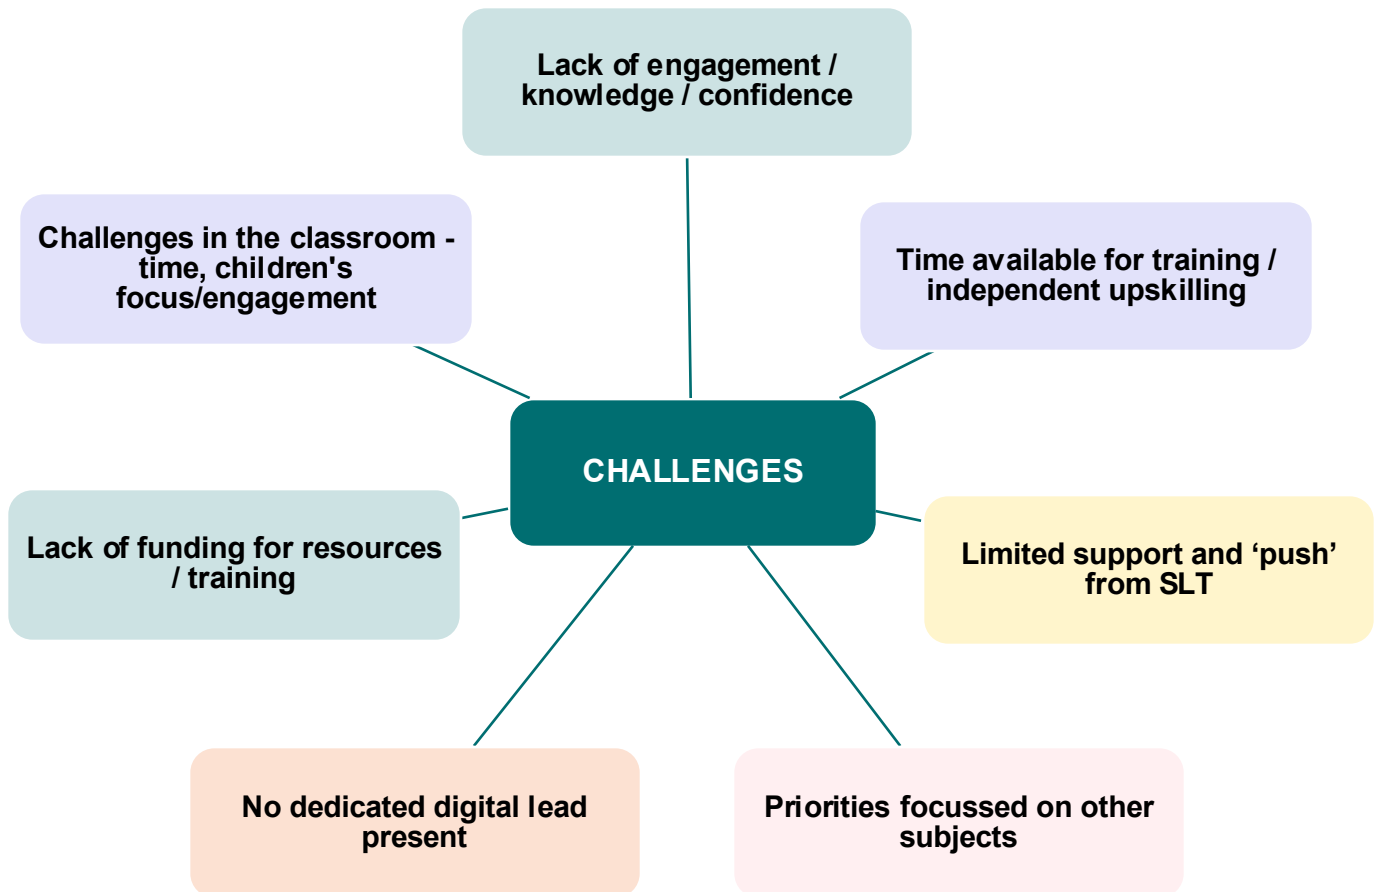 Lack of engagement /
knowledge / confidence
Challenges in the classroom -
time, children's
focus/engagement
Time available for training /
independent upskilling
CHALLENGES
Lack of funding for resources
/ training
Limited support and ‘push’
from SLT
No dedicated digital lead
present
Priorities focussed on other
subjects